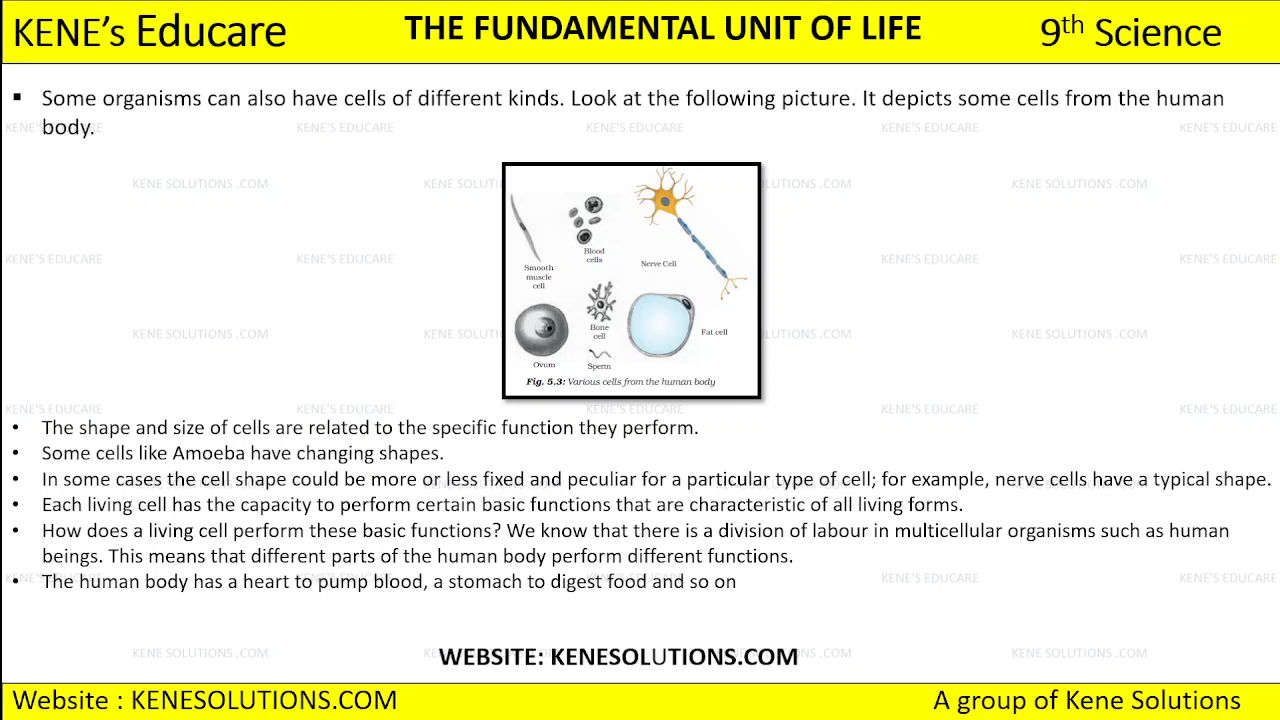 KENE's Educare
THE FUNDAMENTAL UNIT OF LIFE
9th Science
▪ Some organisms can also have cells of different kinds. Look at the following picture. It depicts some cells from the human
body.
Smooth
muscle
cell
Blood
cells
Nerve Cell
Ovum
Bone
cell
Sperm
Fat cell
Fig. 5.3: Various cells from the human body
• The shape and size of cells are related to the specific function they perform.
• Some cells like Amoeba have changing shapes.
• In some cases the cell shape could be more or less fixed and peculiar for a particular type of cell; for example, nerve cells have a typical shape.
• Each living cell has the capacity to perform certain basic functions that are characteristic of all living forms.
• How does a living cell perform these basic functions? We know that there is a division of labour in multicellular organisms such as human
beings. This means that different parts of the human body perform different functions.
• The human body has a heart to pump blood, a stomach to digest food and so on
WEBSITE: KENESOLUTIONS.COM
Website : KENESOLUTIONS.COM
A group of Kene Solutions
KENE'S EDUCARE
KENE SOLUTIONS .COM